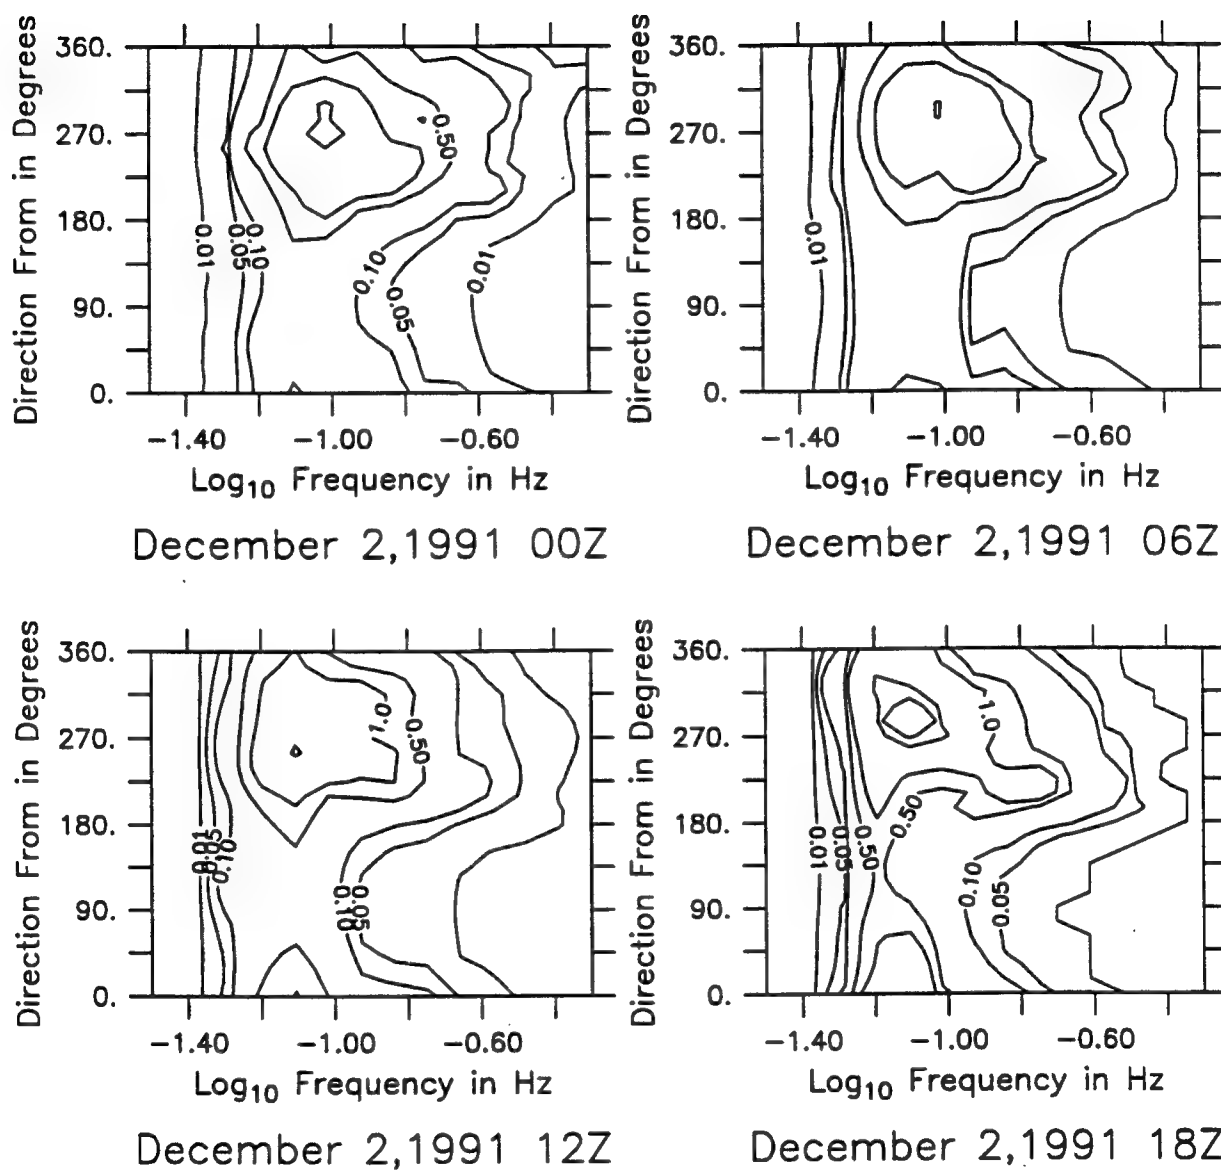 Direction From in Degrees
360.
270.
180.
90.
0.
0.01
0.05
0.10
0.50
0.10
0.05
0.01
−1.40 −1.00 −0.60
Log10 Frequency in Hz
December 2,1991 00Z
Direction From in Degrees
360.
270.
180.
90.
0.
0.01
−1.40 −1.00 −0.60
Log10 Frequency in Hz
December 2,1991 06Z
Direction From in Degrees
360.
270.
180.
90.
0.
0.01
0.05
0.10
1.0
0.50
0.10
0.05
−1.40 −1.00 −0.60
Log10 Frequency in Hz
December 2,1991 12Z
Direction From in Degrees
360.
270.
180.
90.
0.
0.01
0.05
0.50
0.50
1.0
0.10
0.05
−1.40 −1.00 −0.60
Log10 Frequency in Hz
December 2,1991 18Z